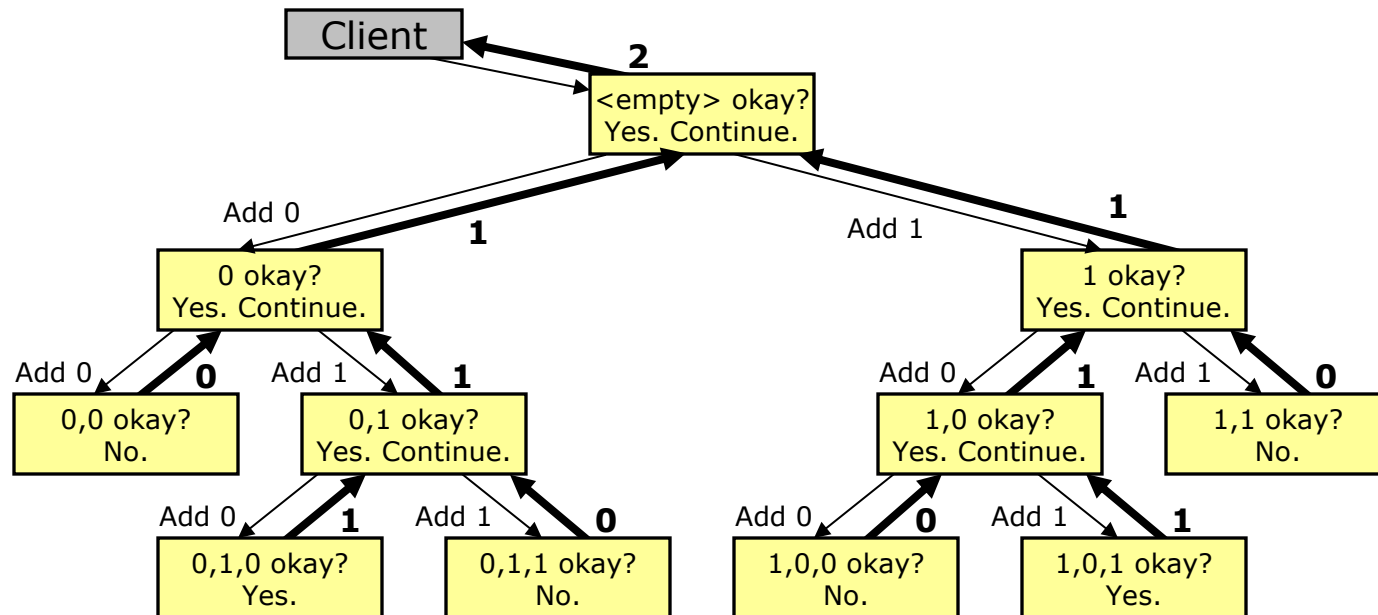 Client
2
<empty> okay?
Yes. Continue.
Add 0
1
Add 1
1
0 okay?
Yes. Continue.
1 okay?
Yes. Continue.
Add 0
0
Add 1
1
Add 0
1
Add 1
0
0,0 okay?
No.
0,1 okay?
Yes. Continue.
1,0 okay?
Yes. Continue.
1,1 okay?
No.
Add 0
1
Add 1
0
Add 0
0
Add 1
1
0,1,0 okay?
Yes.
0,1,1 okay?
No.
1,0,0 okay?
No.
1,0,1 okay?
Yes.